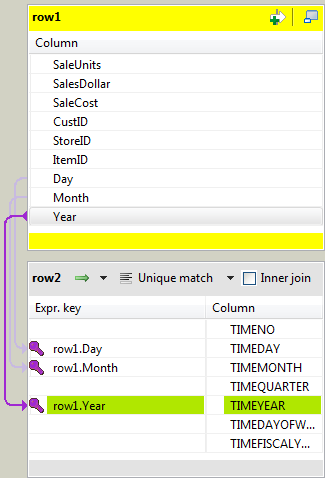 row1
Column
SaleUnits
SalesDollar
SaleCost
CustID
StoreID
ItemID
Day
Month
Year
row2 Unique match Inner join
Expr. key Column
TIMENO
row1.Day TIMEDAY
row1.Month TIMEMONTH
TIMEQUARTER
row1.Year TIMEYEAR
TIMEDAYOFW...
TIMEFISCALY...